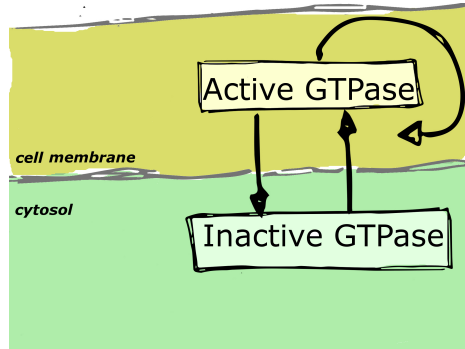 Active GTPase
cell membrane
cytosol
Inactive GTPase